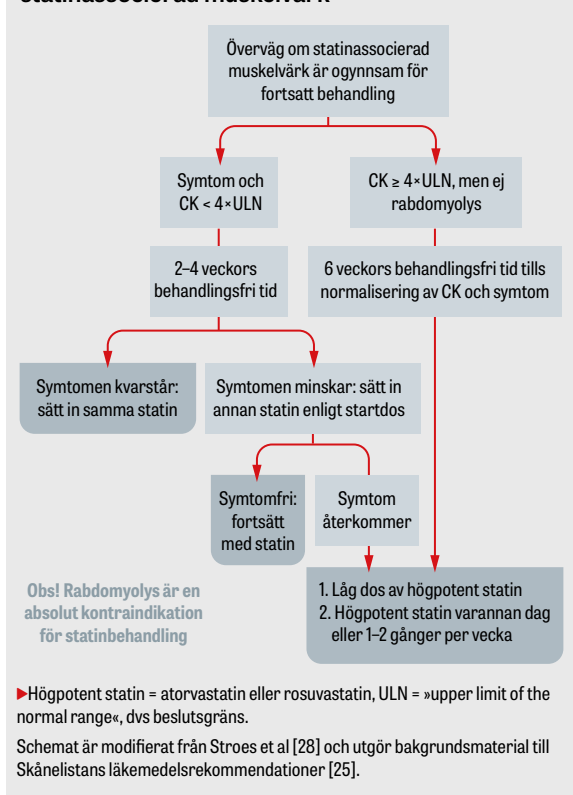 Överväg om statinassocierad
muskelvärk är ogynnsam för
fortsatt behandling
Symtom och
CK < 4×ULN
CK ≥ 4×ULN, men ej
rabdomyolys
2–4 veckors
behandlingsfri tid
6 veckors behandlingsfri tid tills
normalisering av CK och symtom
Symtomen kvarstår:
sätt in samma statin
Symtomen minskar: sätt in
annan statin enligt startdos
Symtomfri:
fortsätt
med statin
Symtom
återkommer
Obs! Rabdomyolys är en
absolut kontraindikation
för statinbehandling
1. Låg dos av högpotent statin
2. Högpotent statin varannan dag
eller 1–2 gånger per vecka
▶Högpotent statin = atorvastatin eller rosuvastatin, ULN = »upper limit of the
normal range«, dvs beslutsgräns.
Schemat är modifierat från Stroes et al [28] och utgör bakgrundsmaterial till
Skånelistans läkemedelsrekommendationer [25].